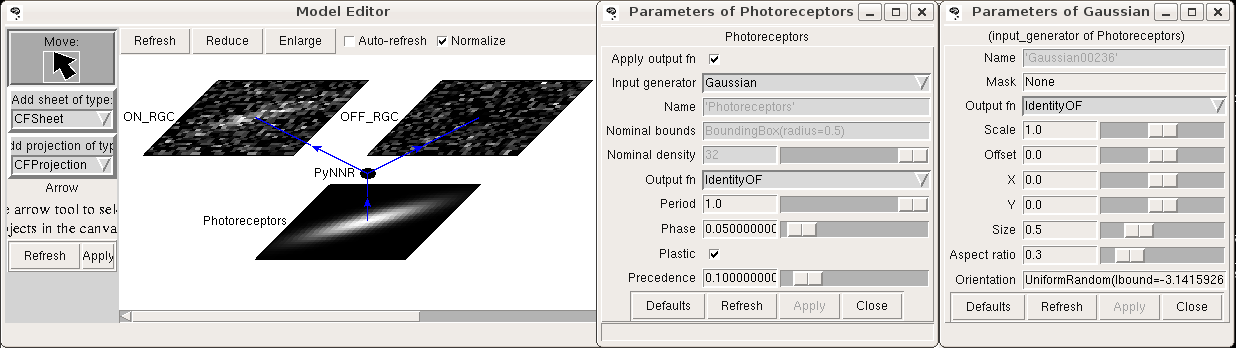 Model Editor
Move:
Refresh
Reduce
Enlarge
Auto-refresh
Normalize
Add sheet of type:
CFSheet
dd projection of typ
CFProjection
Arrow
e arrow tool to sel
jects in the canva
Refresh
Apply
ON_RGC
OFF_RGC
PyNNR
Photoreceptors
Parameters of Photoreceptors
Photoreceptors
Apply output fn
Input generator Gaussian
Name 'Photoreceptors'
Nominal bounds BoundingBox(radius=0.5)
Nominal density 32
Output fn IdentityOF
Period 1.0
Phase 0.050000000
Plastic
Precedence 0.100000000
Defaults Refresh Apply Close
Parameters of Gaussian
(input_generator of Photoreceptors)
Name 'Gaussian00236'
Mask None
Output fn IdentityOF
Scale 1.0
Offset 0.0
X 0.0
Y 0.0
Size 0.5
Aspect ratio 0.3
Orientation UniformRandom(lbound=-3.1415926
Defaults Refresh Apply Close